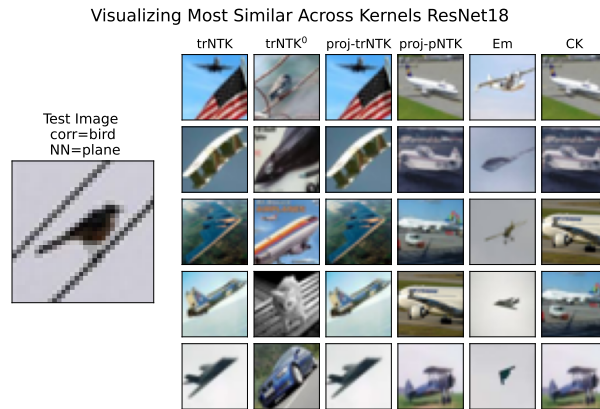 Visualizing Most Similar Across Kernels ResNet18
trNTK trNTK⁰ proj-trNTK proj-pNTK Em CK
Test Image
corr=bird
NN=plane